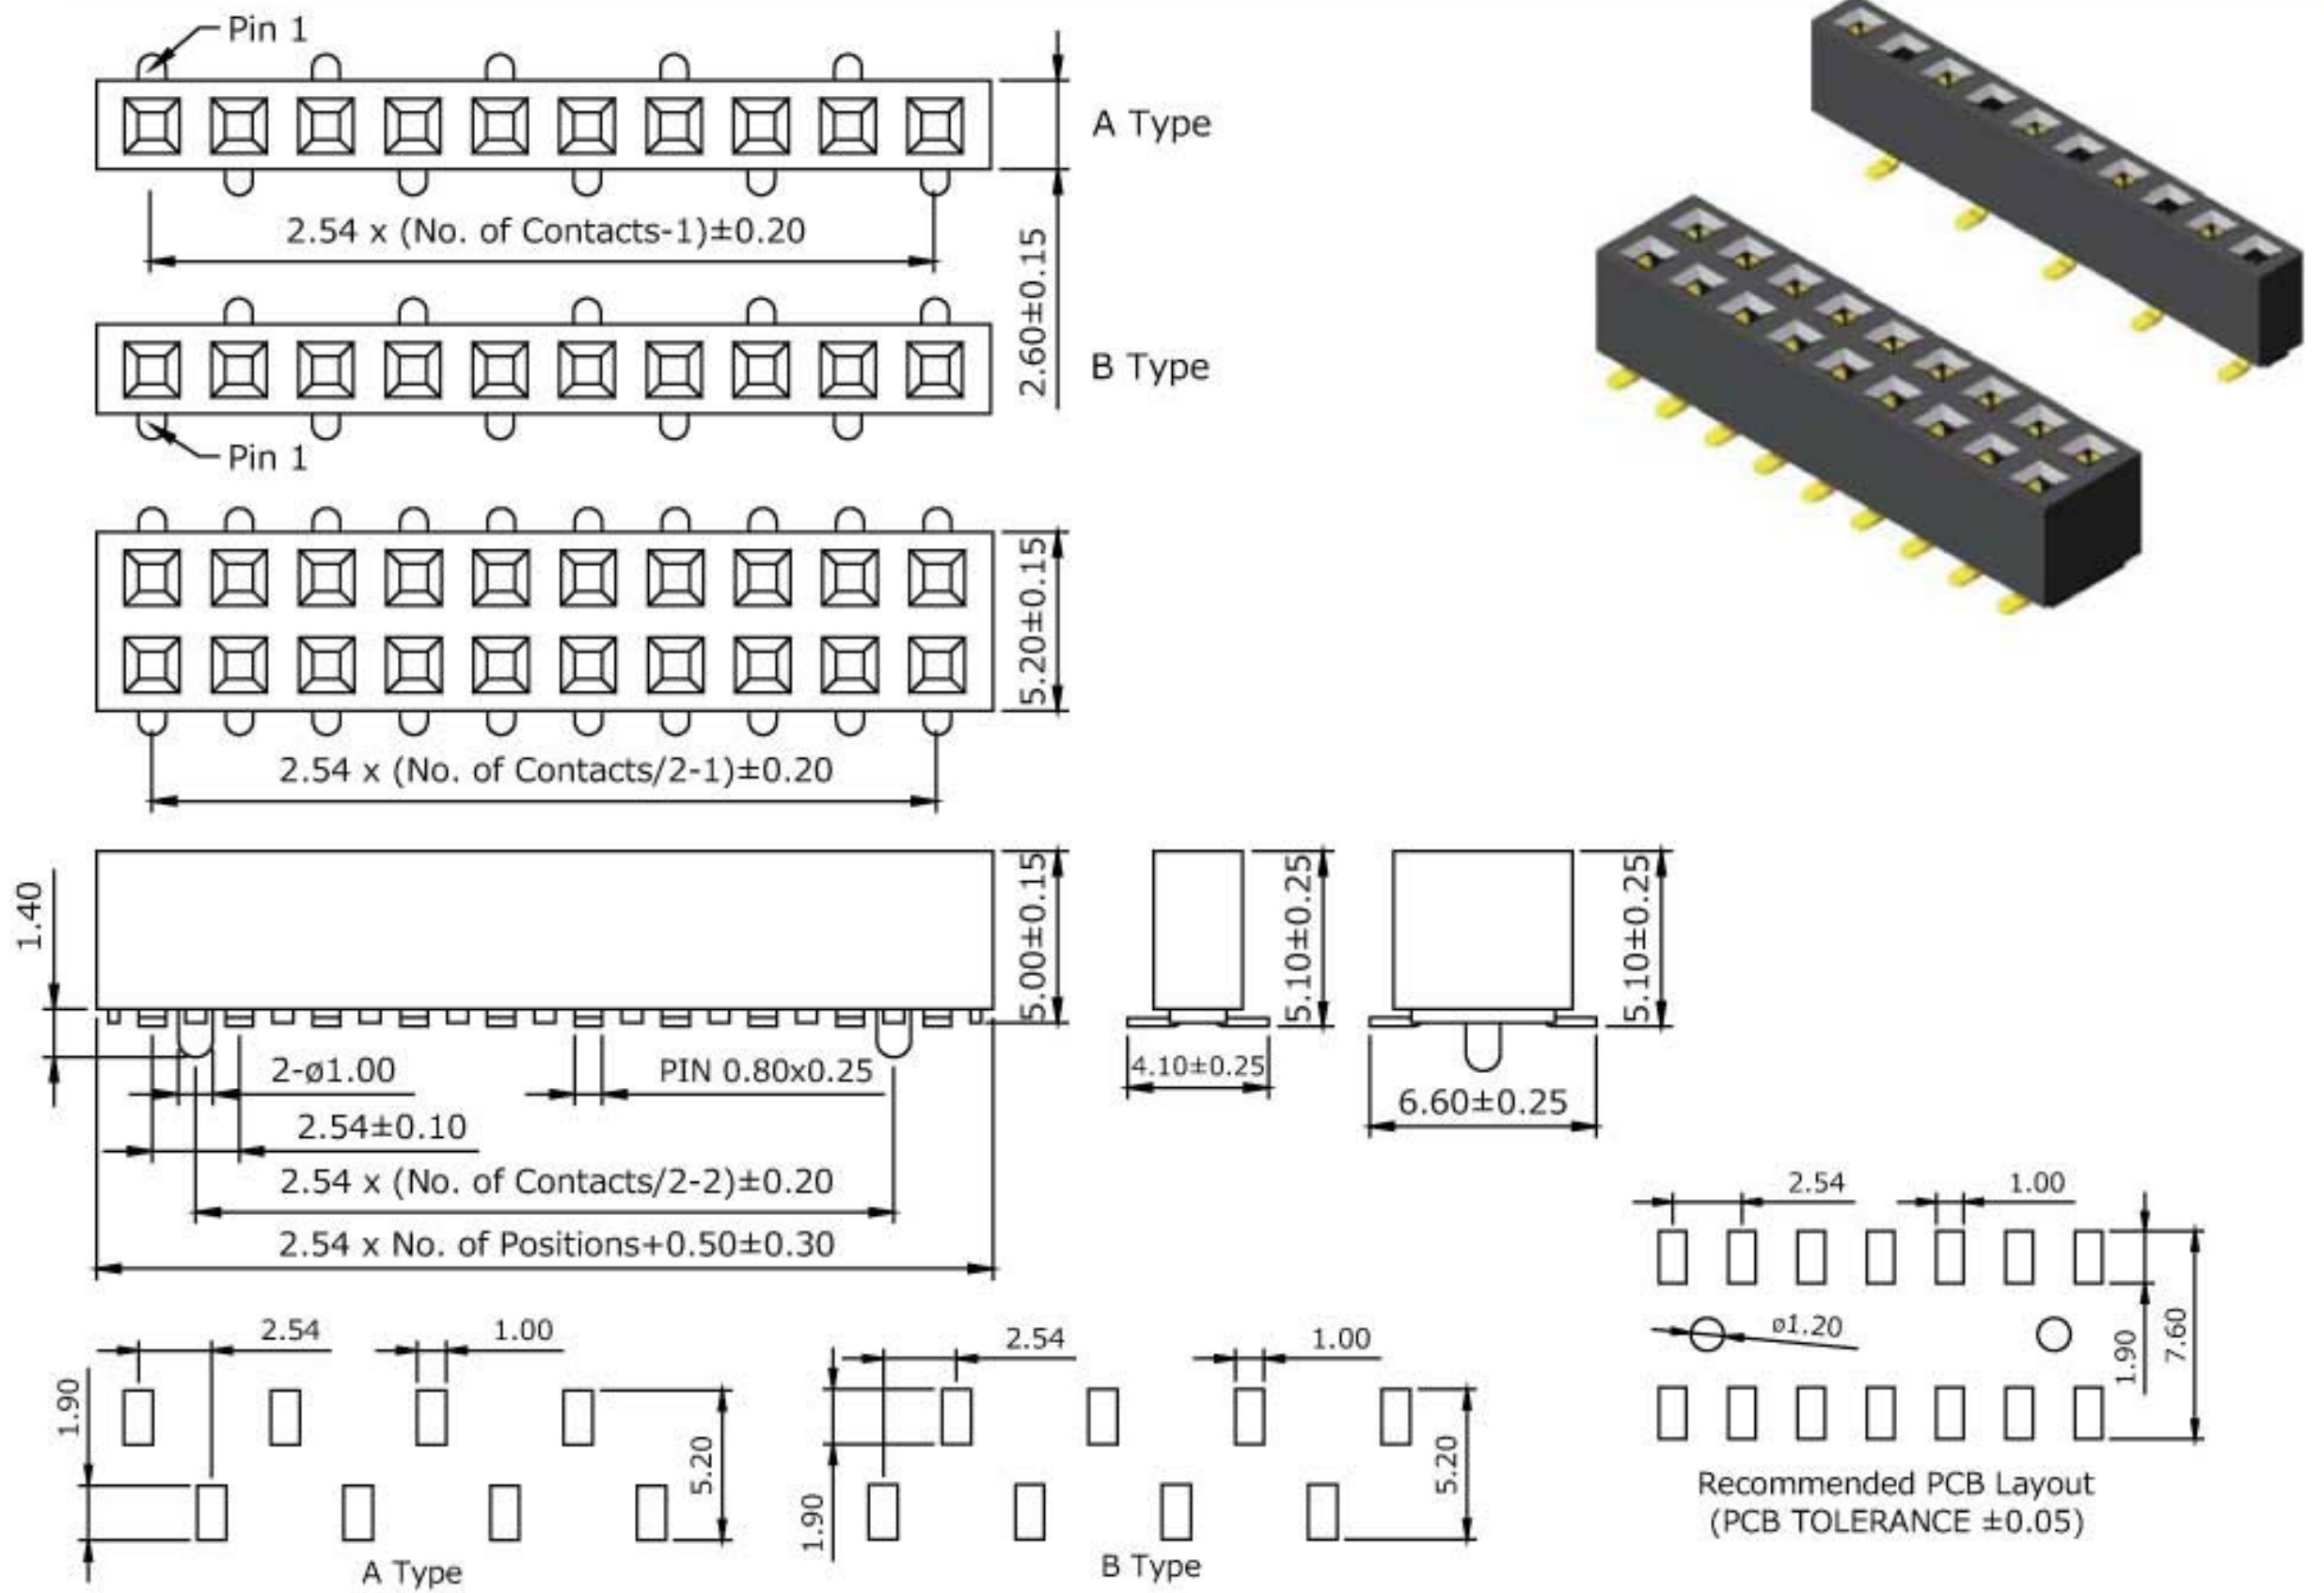 Pin 1
A Type
2.54 x (No. of Contacts-1)±0.20
2.60±0.15
B Type
Pin 1
5.20±0.15
2.54 x (No. of Contacts/2-1)±0.20
1.40
5.00±0.15
5.10±0.25
5.10±0.25
2-ø1.00
PIN 0.80x0.25
4.10±0.25
6.60±0.25
2.54±0.10
2.54 x (No. of Contacts/2-2)±0.20
2.54 x No. of Positions+0.50±0.30
2.54
1.00
1.90
5.20
A Type
2.54
1.00
1.90
5.20
B Type
2.54
1.00
ø1.20
1.90
7.60
Recommended PCB Layout
(PCB TOLERANCE ±0.05)